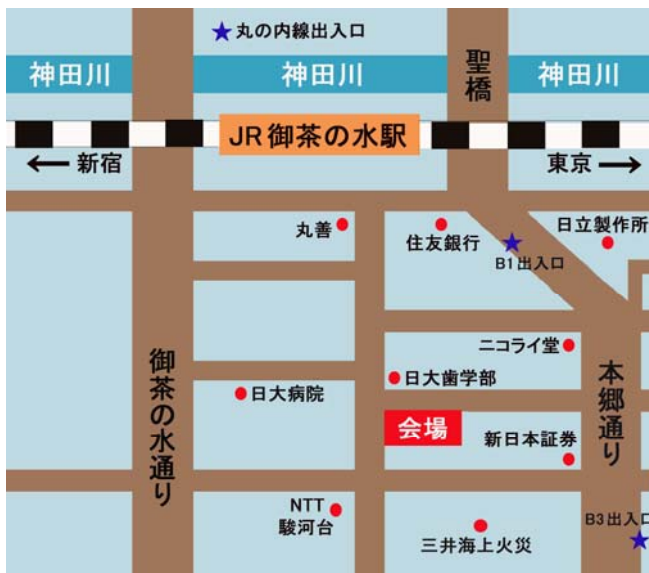 丸の内線出入口
神田川
神田川
聖橋
神田川
JR御茶の水駅
新宿
東京
丸善
住友銀行
B1出入口
日立製作所
ニコライ堂
御茶の水通り
日大病院
日大歯学部
本郷通り
会場
新日本証券
NTT
駿河台
三井海上火災
B3出入口